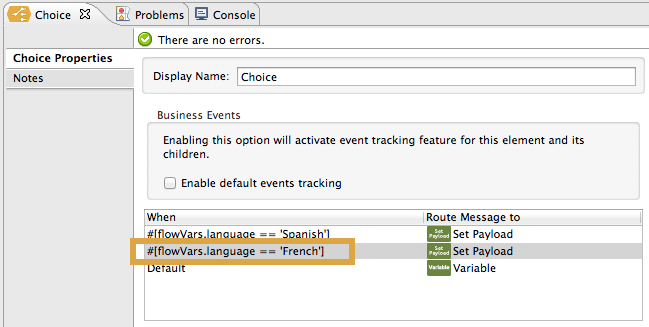 Choice Problems Console
There are no errors.
Choice Properties
Notes
Display Name: Choice
Business Events
Enabling this option will activate event tracking feature for this element and its
children.
Enable default events tracking
When Route Message to
#[flowVars.language == 'Spanish'] Set Payload Set Payload
#[flowVars.language == 'French'] Set Payload Set Payload
Default Variable Variable